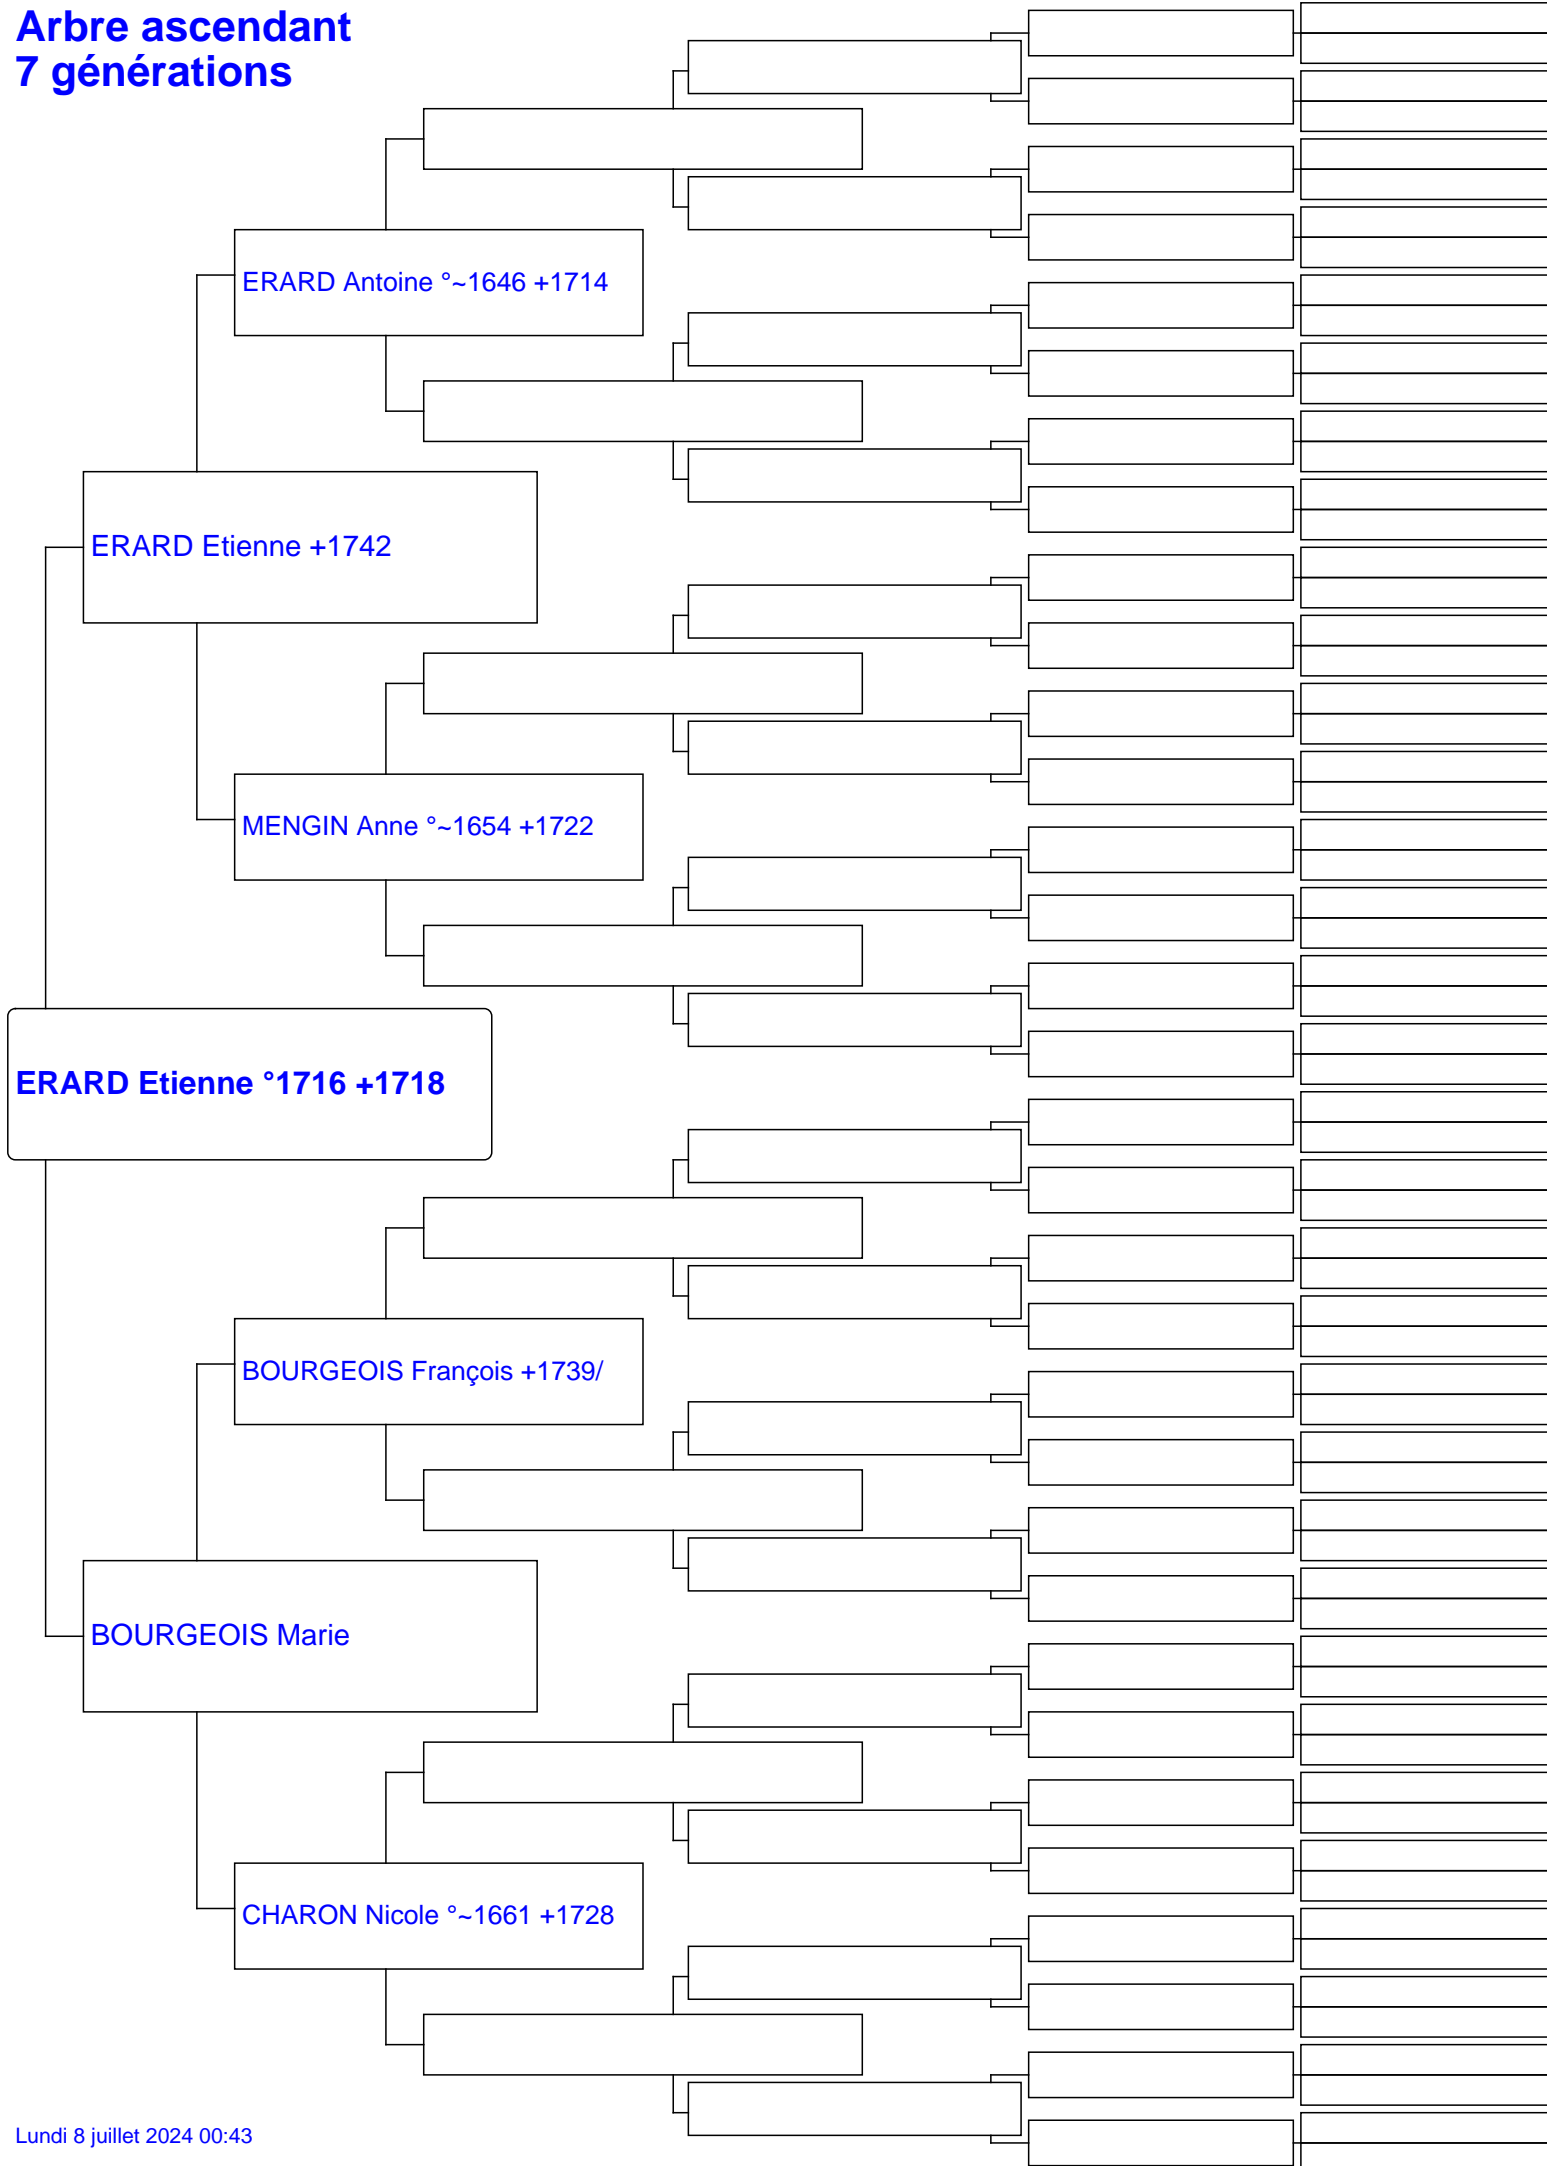 Arbre ascendant
7 générations
ERARD Antoine °~1646 +1714
ERARD Etienne +1742
MENGIN Anne °~1654 +1722
ERARD Etienne °1716 +1718
BOURGEOIS François +1739/
BOURGEOIS Marie
CHARON Nicole °~1661 +1728
Lundi 8 juillet 2024 00:43